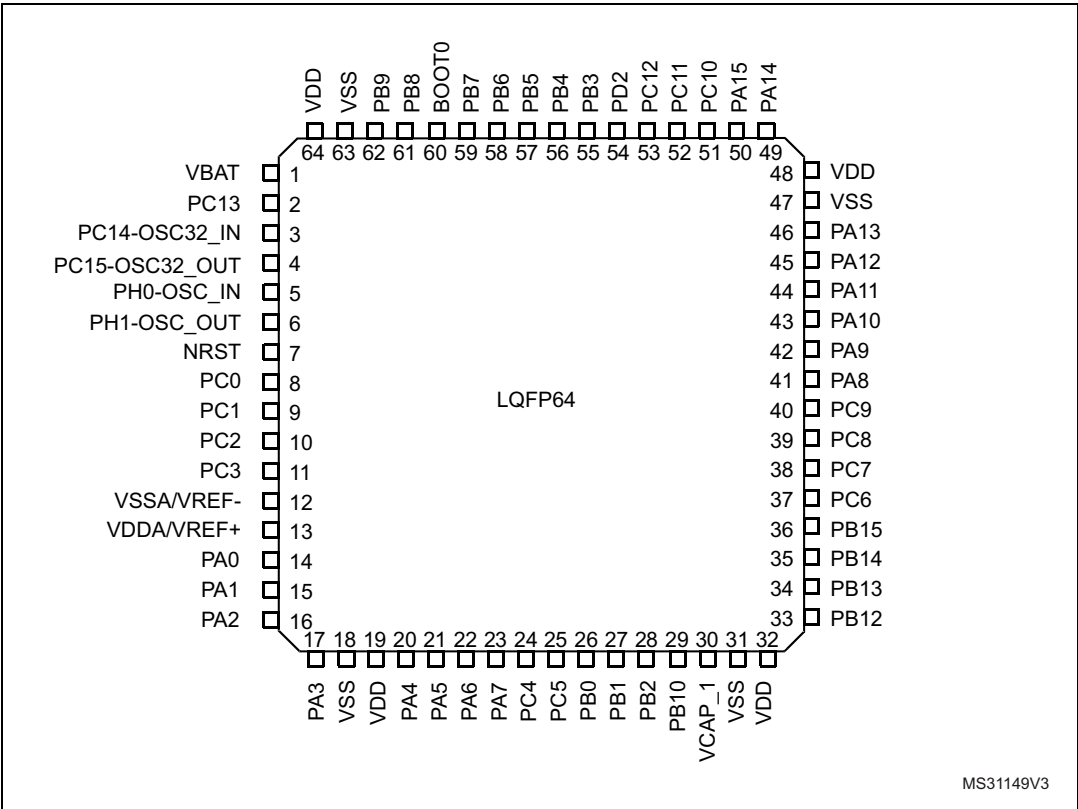 VDD VSS PB9 PB8 BOOT0 PB7 PB6 PB5 PB4 PB3 PD2 PC12 PC11 PC10 PA15 PA14
64 63 62 61 60 59 58 57 56 55 54 53 52 51 50 49
VBAT 1 48 VDD
PC13 2 47 VSS
PC14-OSC32_IN 3 46 PA13
PC15-OSC32_OUT 4 45 PA12
PH0-OSC_IN 5 44 PA11
PH1-OSC_OUT 6 43 PA10
NRST 7 42 PA9
PC0 8 41 PA8
LQFP64
PC1 9 40 PC9
PC2 10 39 PC8
PC3 11 38 PC7
VSSA/VREF- 12 37 PC6
VDDA/VREF+ 13 36 PB15
PA0 14 35 PB14
PA1 15 34 PB13
PA2 16 33 PB12
17 18 19 20 21 22 23 24 25 26 27 28 29 30 31 32
PA3 VSS VDD PA4 PA5 PA6 PA7 PC4 PC5 PB0 PB1 PB2 PB10 VCAP_1 VSS VDD
MS31149V3